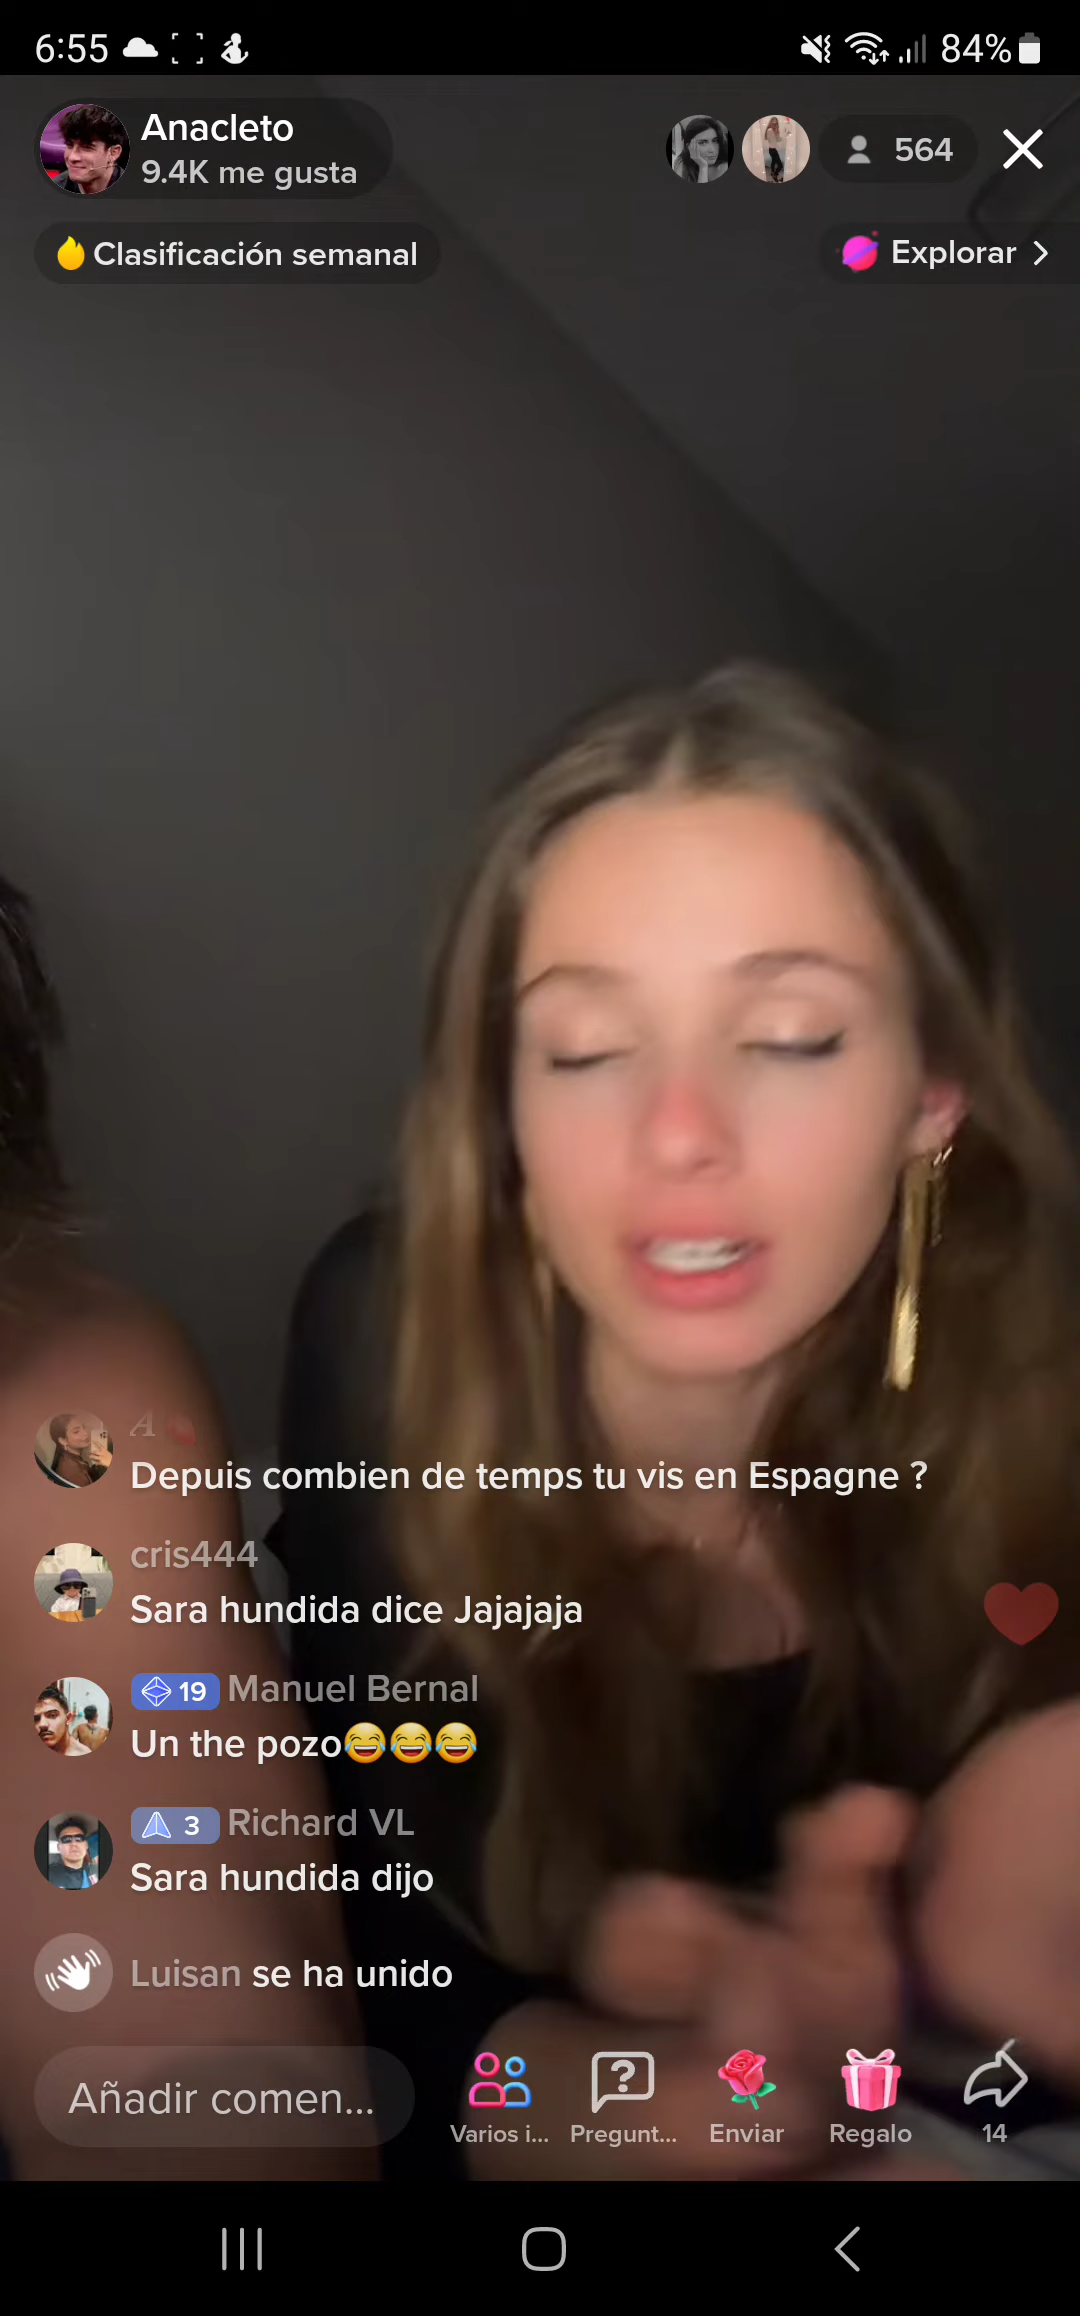 6:55
84%
Anacleto
9.4K me gusta
564
Clasificación semanal
Explorar
A
Depuis combien de temps tu vis en Espagne ?
cris444
Sara hundida dice Jajajaja
19 Manuel Bernal
Un the pozo😂😂😂
3 Richard VL
Sara hundida dijo
Luisan se ha unido
Añadir comen...
Varios i...
Pregunt...
Enviar
Regalo
14